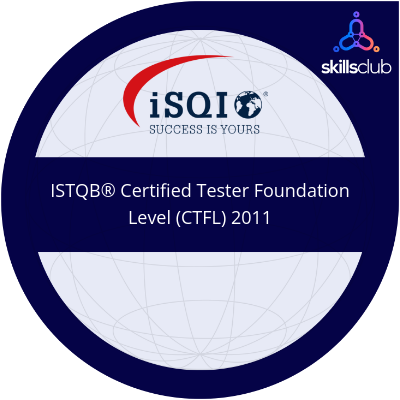 skillsclub
iSQI®
SUCCESS IS YOURS
ISTQB® Certified Tester Foundation
Level (CTFL) 2011